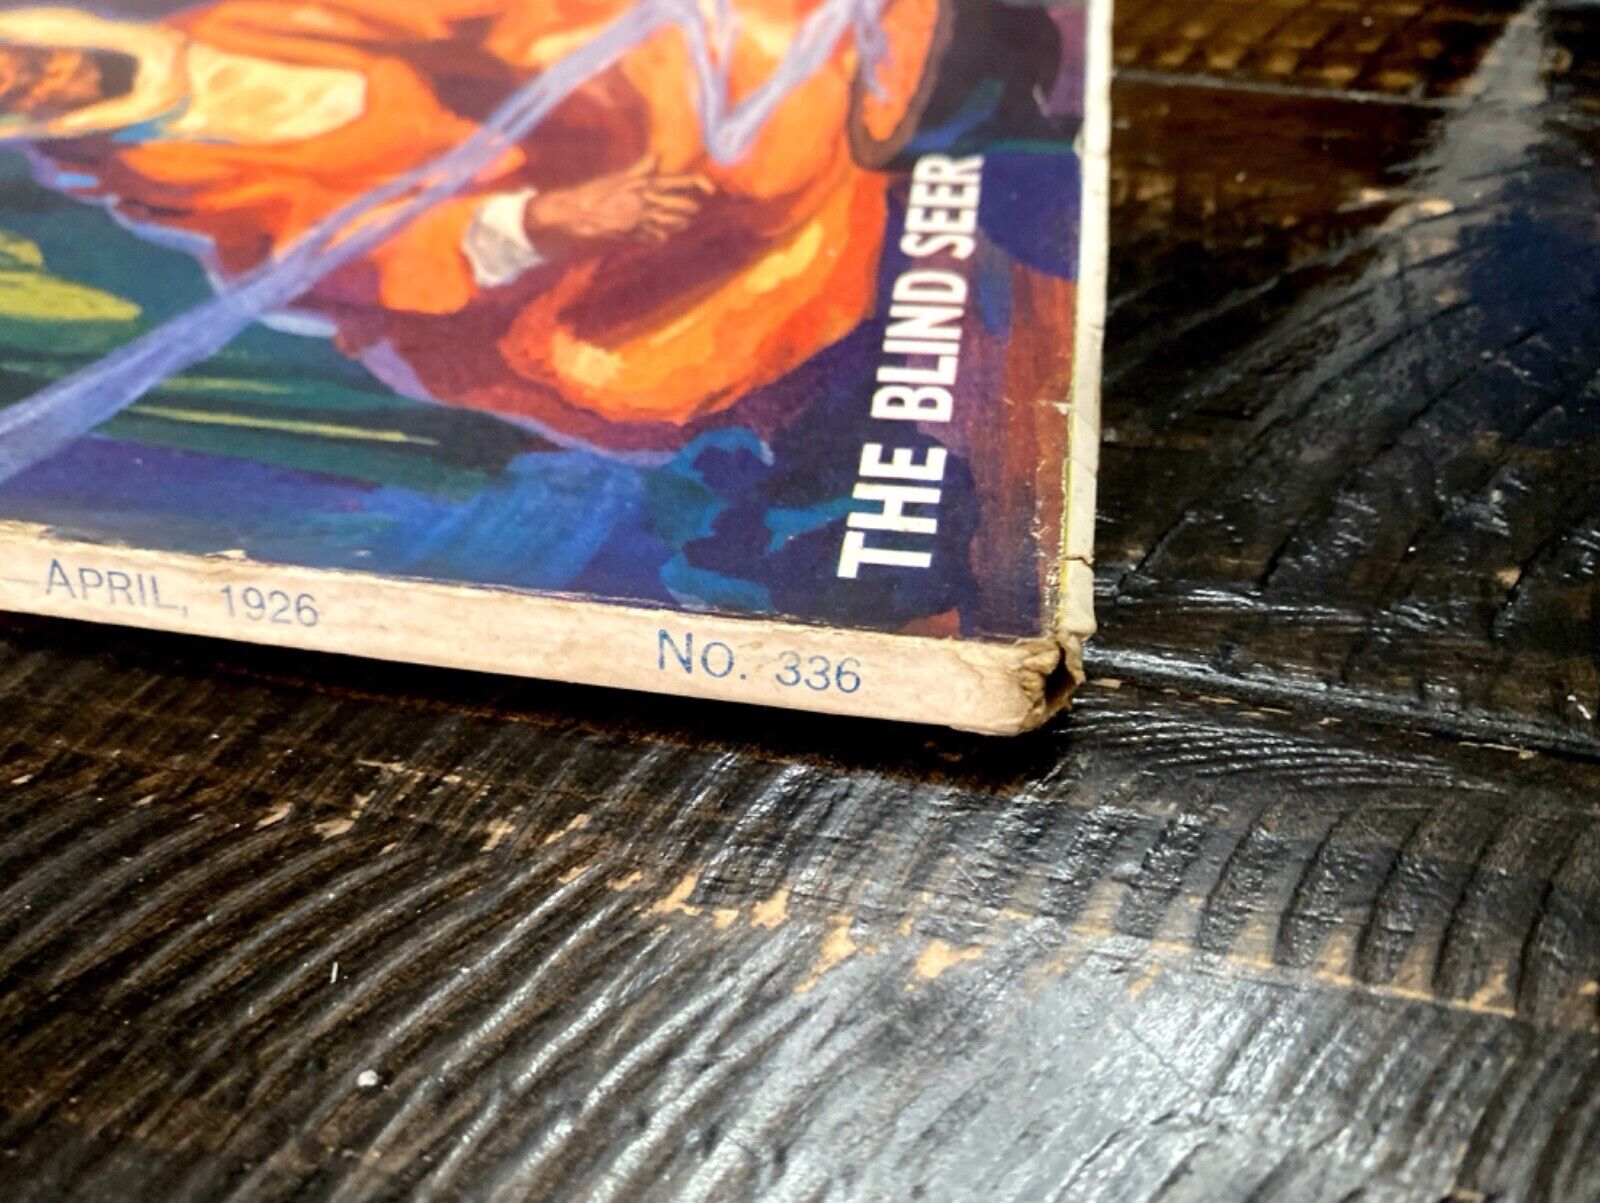 THE BLIND SEER
APRIL, 1926
No. 336